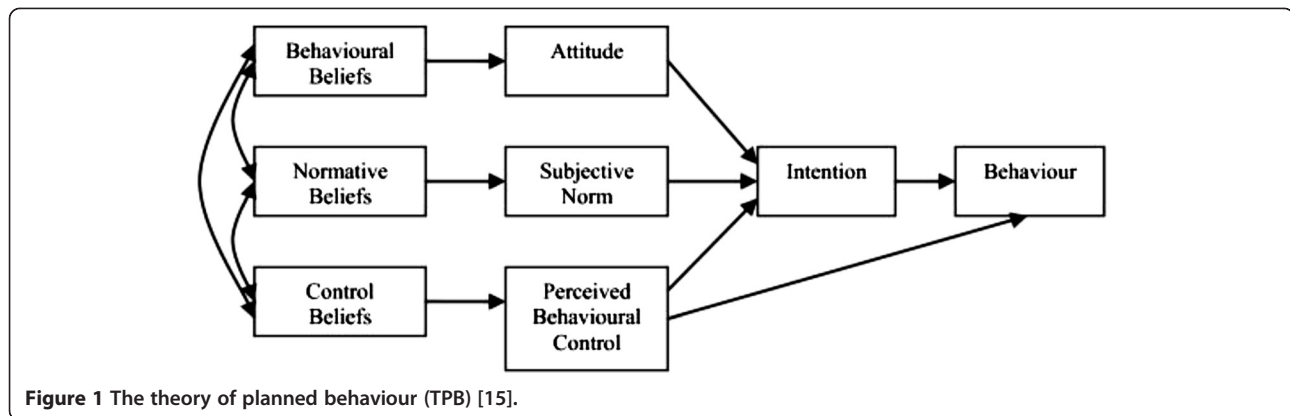 Behavioural
Beliefs
Attitude
Normative
Beliefs
Subjective
Norm
Intention
Behaviour
Control
Beliefs
Perceived
Behavioural
Control
Figure 1 The theory of planned behaviour (TPB) [15].